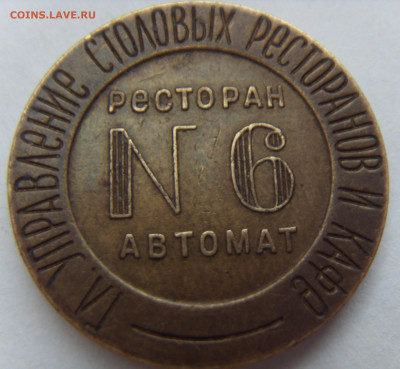 COINS.LAVE.RU
ГЛ. УПРАВЛЕНИЕ СТОЛОВЫХ РЕСТОРАНОВ И КАФЕ
РЕСТОРАН
N 6
АВТОМАТ